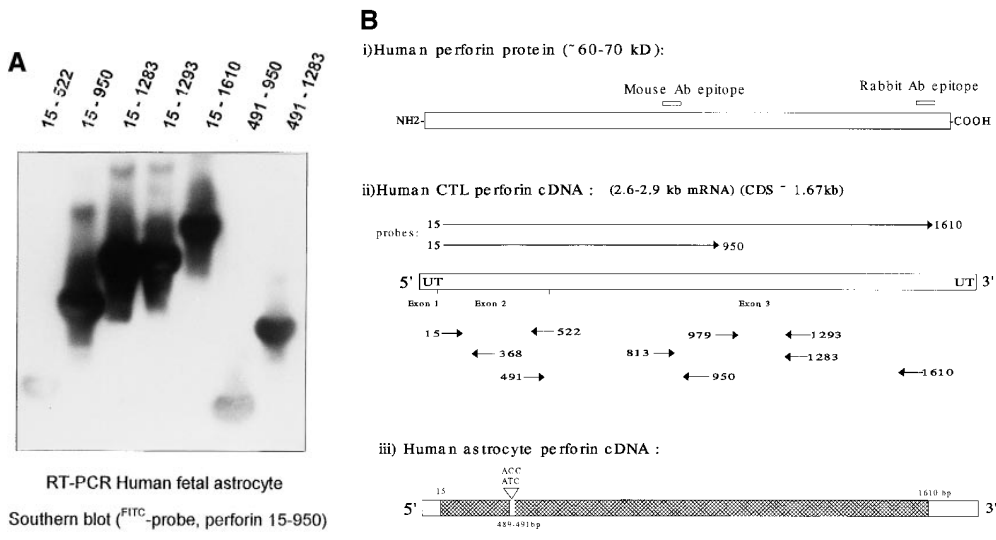 A
15 - 522
15 - 950
15 - 1283
15 - 1293
15 - 1610
491 - 950
491 - 1283
RT-PCR Human fetal astrocyte
Southern blot (FITC-probe, perforin 15-950)
B
i)Human perforin protein (~60-70 kD):
Mouse Ab epitope
Rabbit Ab epitope
NH2-
-COOH
ii)Human CTL perforin cDNA : (2.6-2.9 kb mRNA) (CDS ~ 1.67kb)
probes:
15
1610
15
950
5'
UT
UT
3'
Exon 1
Exon 2
Exon 3
15
522
979
1293
368
813
1283
491
950
1610
iii) Human astrocyte perforin cDNA :
ACC
ATC
15
1610 bp
5'
3'
489-491bp